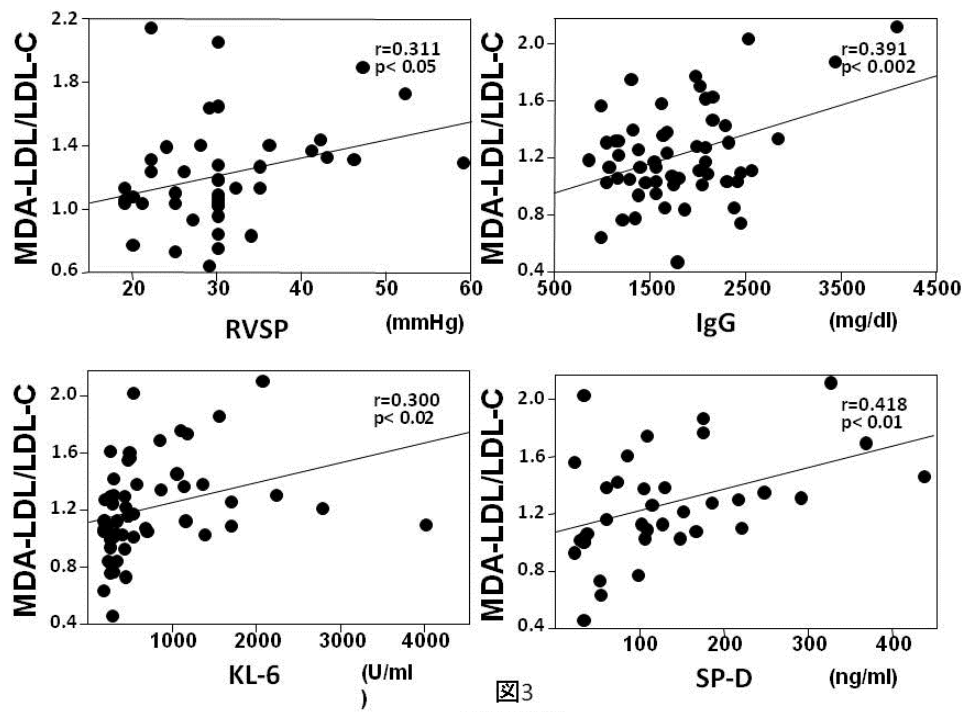 MDA-LDL/LDL-C
2.2
1.8
1.4
1.0
0.6
r=0.311
p< 0.05
20 30 40 50 60
RVSP (mmHg)
MDA-LDL/LDL-C
2.0
1.6
1.2
0.8
0.4
r=0.391
p< 0.002
500 1500 2500 3500 4500
IgG (mg/dl)
MDA-LDL/LDL-C
2.0
1.6
1.2
0.8
0.4
r=0.300
p< 0.02
1000 2000 3000 4000
KL-6 (U/ml
)
MDA-LDL/LDL-C
2.0
1.6
1.2
0.8
0.4
r=0.418
p< 0.01
100 200 300 400
SP-D (ng/ml)
図3